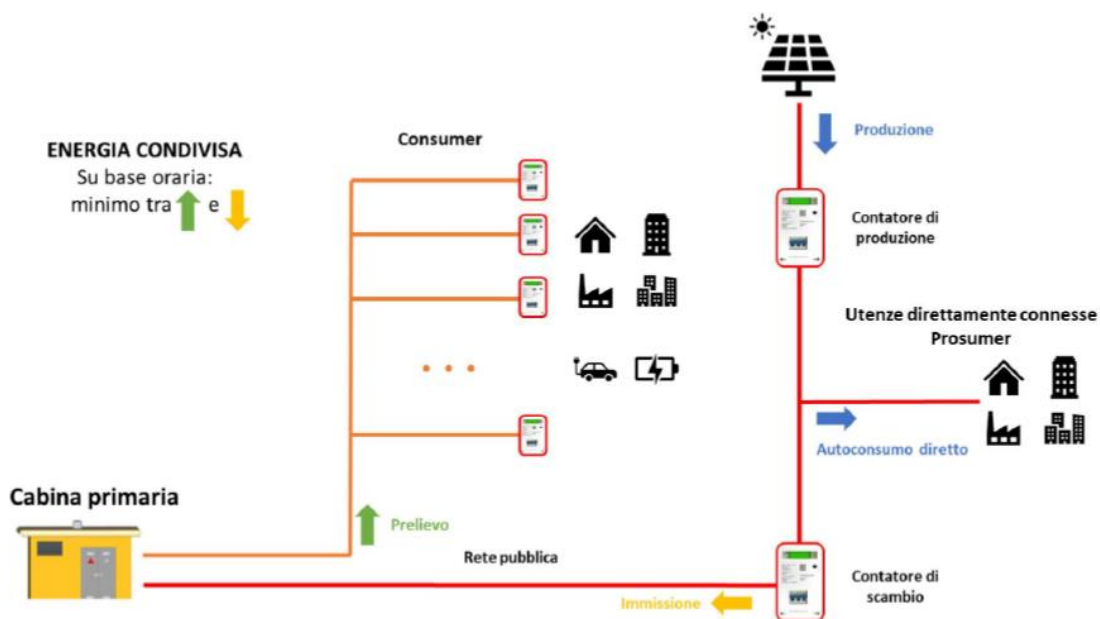 ENERGIA CONDIVISA
Su base oraria:
minimo tra e
Consumer
Produzione
Contatore di
produzione
Utenze direttamente connesse
Prosumer
Autoconsumo diretto
Cabina primaria
Prelievo
Rete pubblica
Immissione
Contatore di
scambio